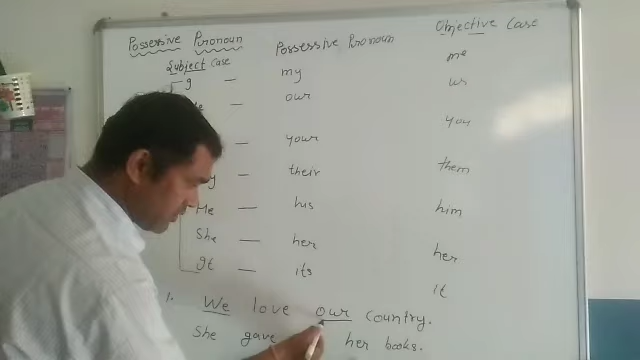 Possessive Pronoun Possessive Pronoun Objective Case
Subject Case
I — my me
— our us
your you
their them
He — his him
She — her her
It — its it
1. We love our country.
She gave her books.